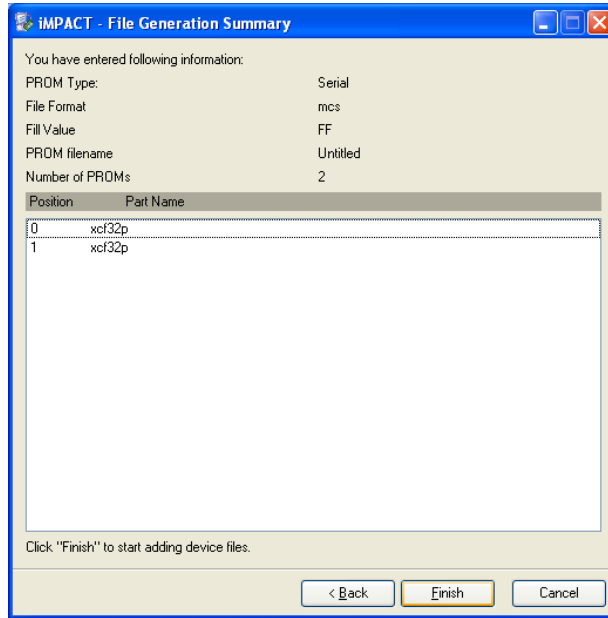 iMPACT - File Generation Summary
You have entered following information:
PROM Type: Serial
File Format mcs
Fill Value FF
PROM filename Untitled
Number of PROMs 2
Position Part Name
0 xcf32p
1 xcf32p
Click "Finish" to start adding device files.
< Back Finish Cancel